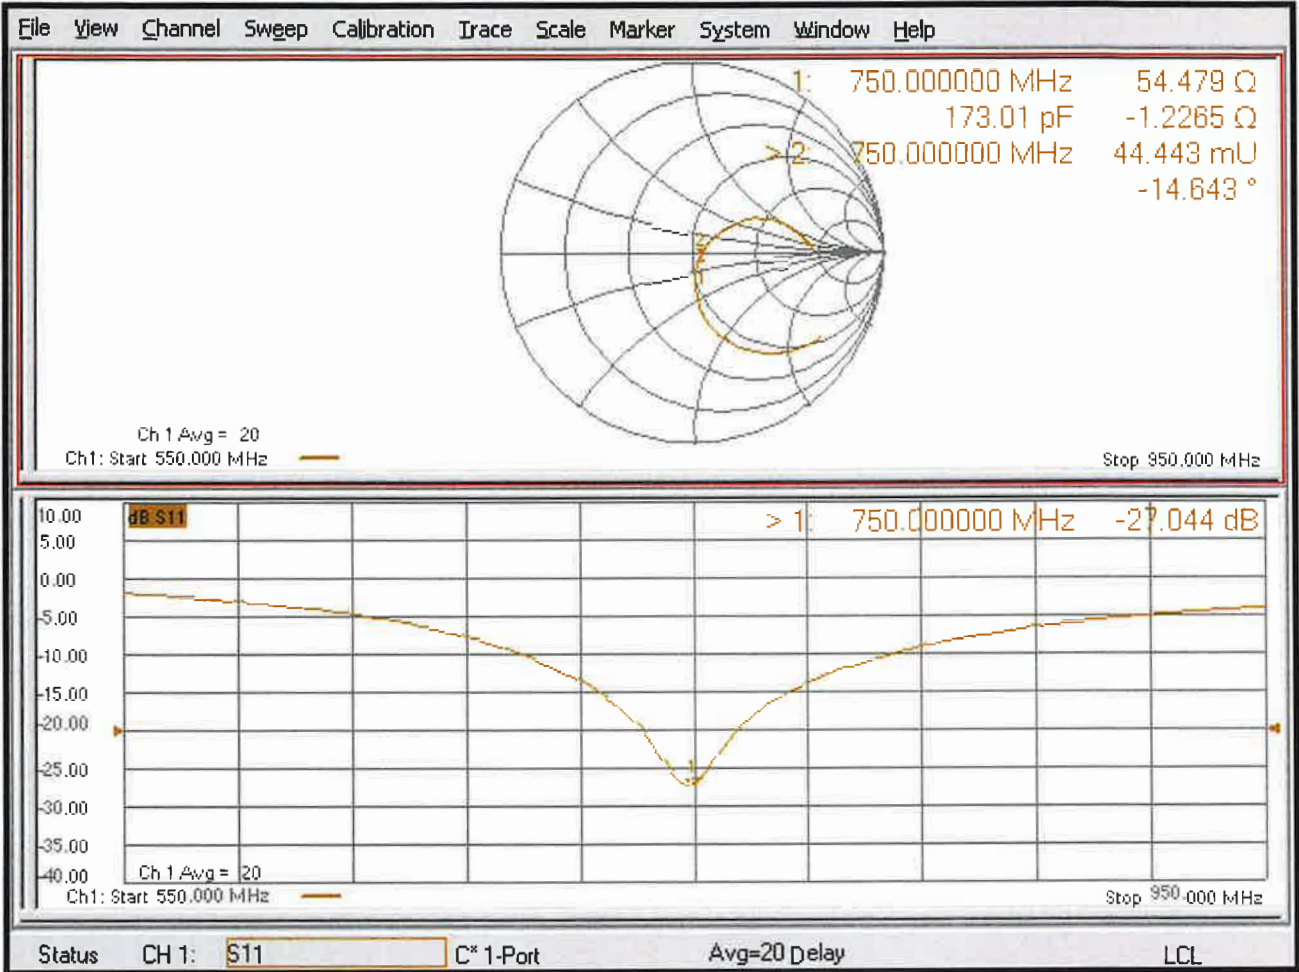 File View Channel Sweep Calibration Trace Scale Marker System Window Help
1: 750.000000 MHz 54.479 Ω
173.01 pF -1.2265 Ω
> 2: 750.000000 MHz 44.443 mU
-14.643 °
2
1
Ch 1 Avg = 20
Ch1: Start 550.000 MHz
Stop 950.000 MHz
10.00
dB S11
> 1: 750.000000 MHz -27.044 dB
5.00
0.00
-5.00
-10.00
-15.00
-20.00
-25.00
1
-30.00
-35.00
-40.00
Ch 1 Avg = 20
Ch1: Start 550.000 MHz
Stop 950.000 MHz
Status CH 1: S11 C* 1-Port Avg=20 Delay LCL